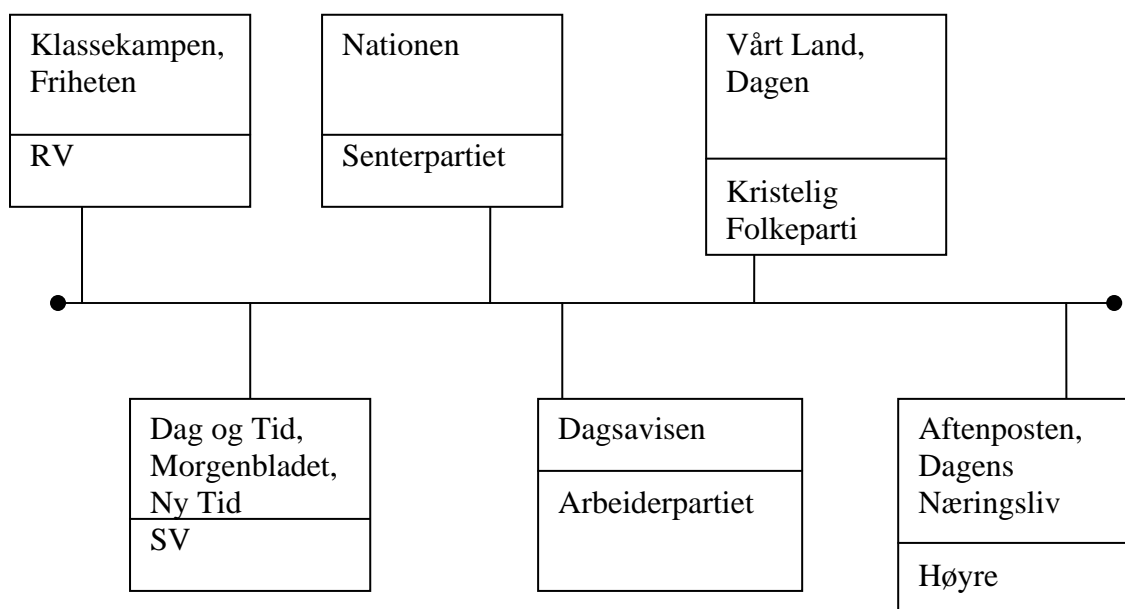 Klassekampen,
Friheten
RV
Nationen
Senterpartiet
Vårt Land,
Dagen
Kristelig
Folkeparti
Dag og Tid,
Morgenbladet,
Ny Tid
SV
Dagsavisen
Arbeiderpartiet
Aftenposten,
Dagens
Næringsliv
Høyre